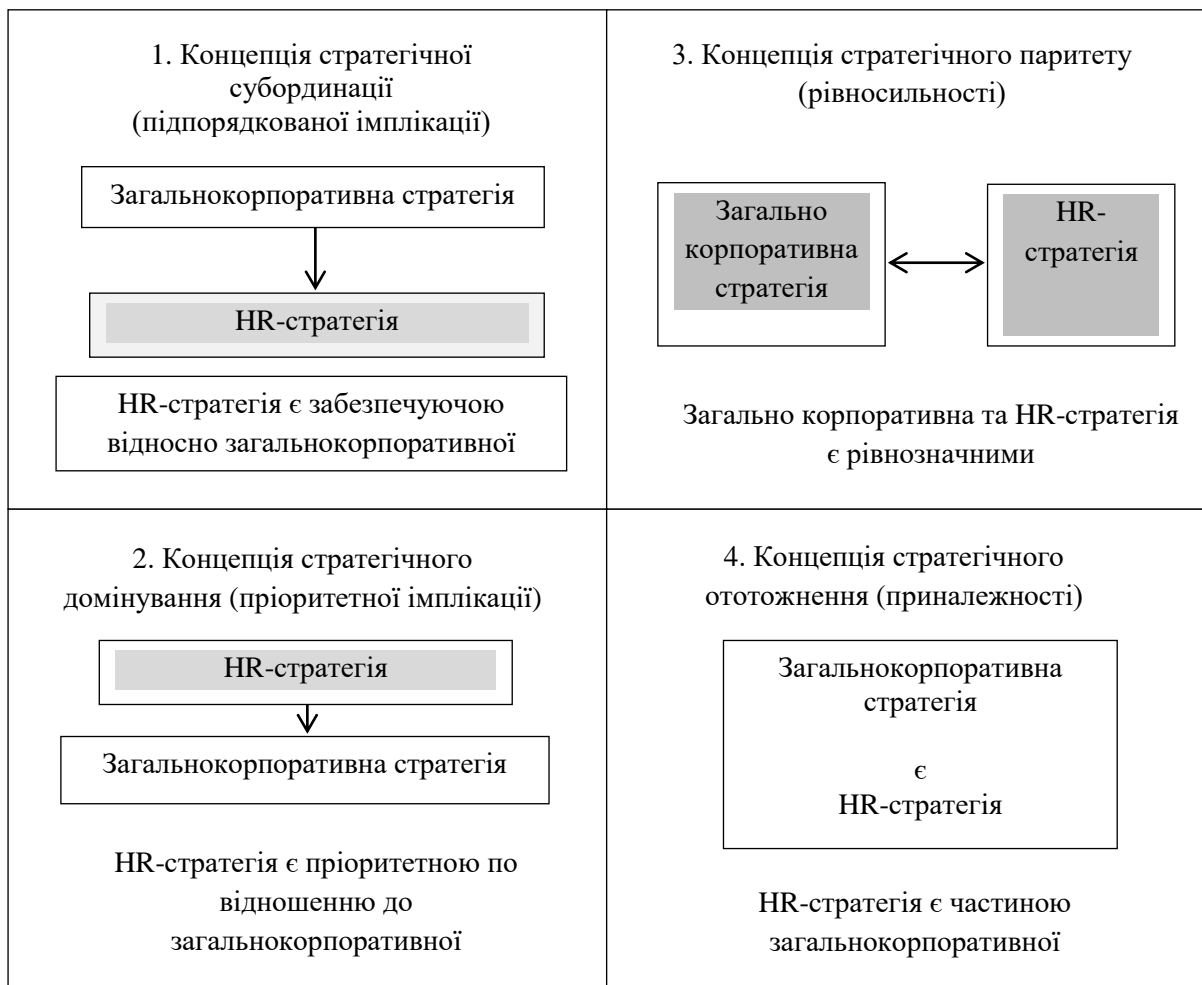 1. Концепція стратегічної
субординації
(підпорядкованої імплікації)
Загальнокорпоративна стратегія
HR-стратегія
HR-стратегія є забезпечуючою
відносно загальнокорпоративної
3. Концепція стратегічного паритету
(рівносильності)
Загально
корпоративна
стратегія
HR-
стратегія
Загально корпоративна та HR-стратегія
є рівнозначними
2. Концепція стратегічного
домінування (пріоритетної імплікації)
HR-стратегія
Загальнокорпоративна стратегія
HR-стратегія є пріоритетною по
відношенню до
загальнокорпоративної
4. Концепція стратегічного
ототожнення (приналежності)
Загальнокорпоративна
стратегія
є
HR-стратегія
HR-стратегія є частиною
загальнокорпоративної